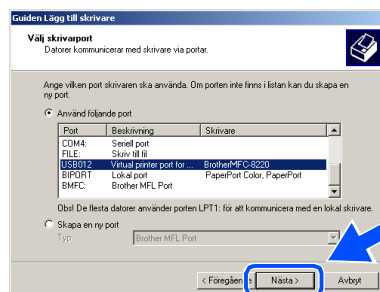 Guiden Lägg till skrivare
Välj skrivarport
Datorer kommunicerar med skrivare via portar.
Ange vilken port skrivaren ska använda. Om porten inte finns i listan kan du skapa en
ny port.
Använd följande port
Port Beskrivning Skrivare
COM4: Seriell port
FILE: Skriv till fil
USB012 Virtual printer port for ... BrotherMFC-8220
BIPORT Lokal port PaperPort Color, PaperPort
BMFC: Brother MFL Port
Obs! De flesta datorer använder porten LPT1: för att kommunicera med en lokal skrivare.
Skapa en ny port
Typ: Brother MFL Port
< Föregående Nästa > Avbryt